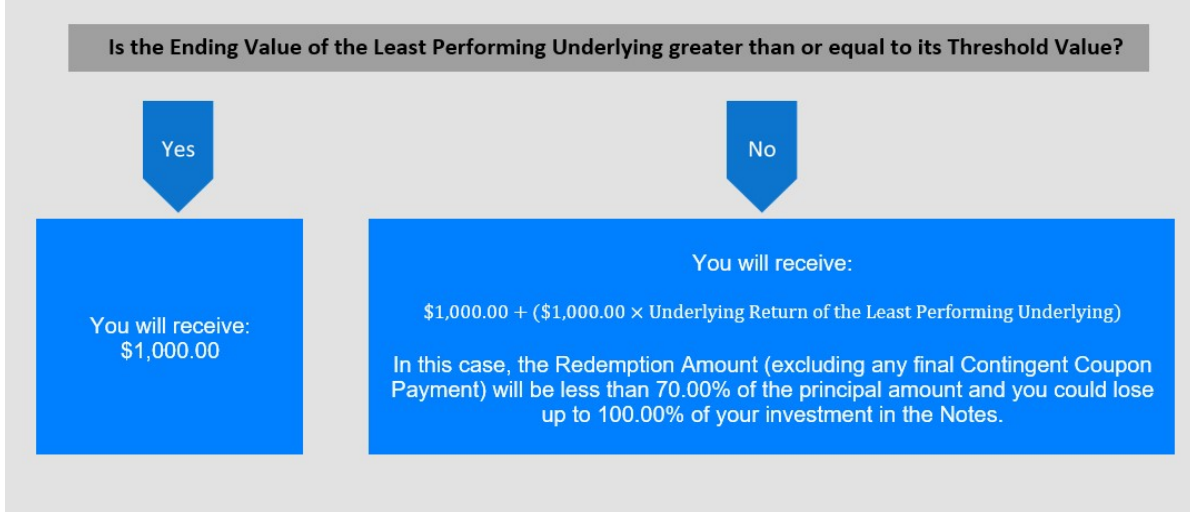 Is the Ending Value of the Least Performing Underlying greater than or equal to its Threshold Value?
Yes
No
You will receive:
$1,000.00
You will receive:
$1,000.00 + ($1,000.00 × Underlying Return of the Least Performing Underlying)
In this case, the Redemption Amount (excluding any final Contingent Coupon
Payment) will be less than 70.00% of the principal amount and you could lose
up to 100.00% of your investment in the Notes.